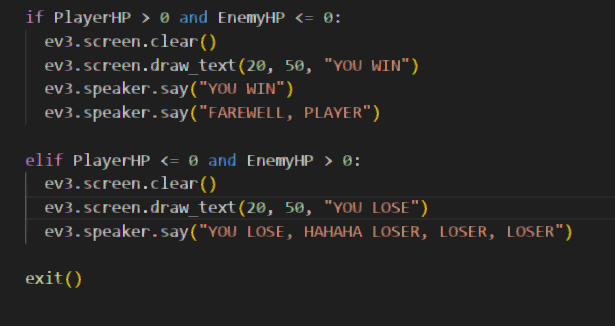 if PlayerHP > 0 and EnemyHP <= 0:
  ev3.screen.clear()
  ev3.screen.draw_text(20, 50, "YOU WIN")
  ev3.speaker.say("YOU WIN")
  ev3.speaker.say("FAREWELL, PLAYER")

elif PlayerHP <= 0 and EnemyHP > 0:
  ev3.screen.clear()
  ev3.screen.draw_text(20, 50, "YOU LOSE")
  ev3.speaker.say("YOU LOSE, HAHAHA LOSER, LOSER, LOSER")

exit()